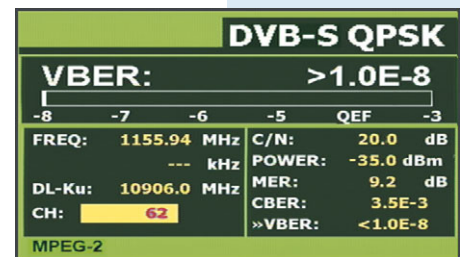 DVB-S QPSK
VBER: >1.0E-8
-8 -7 -6 -5 QEF -3
FREQ: 1155.94 MHz
--- kHz
DL-Ku: 10906.0 MHz
CH: 62
C/N: 20.0 dB
POWER: -35.0 dBm
MER: 9.2 dB
CBER: 3.5E-3
»VBER: <1.0E-8
MPEG-2